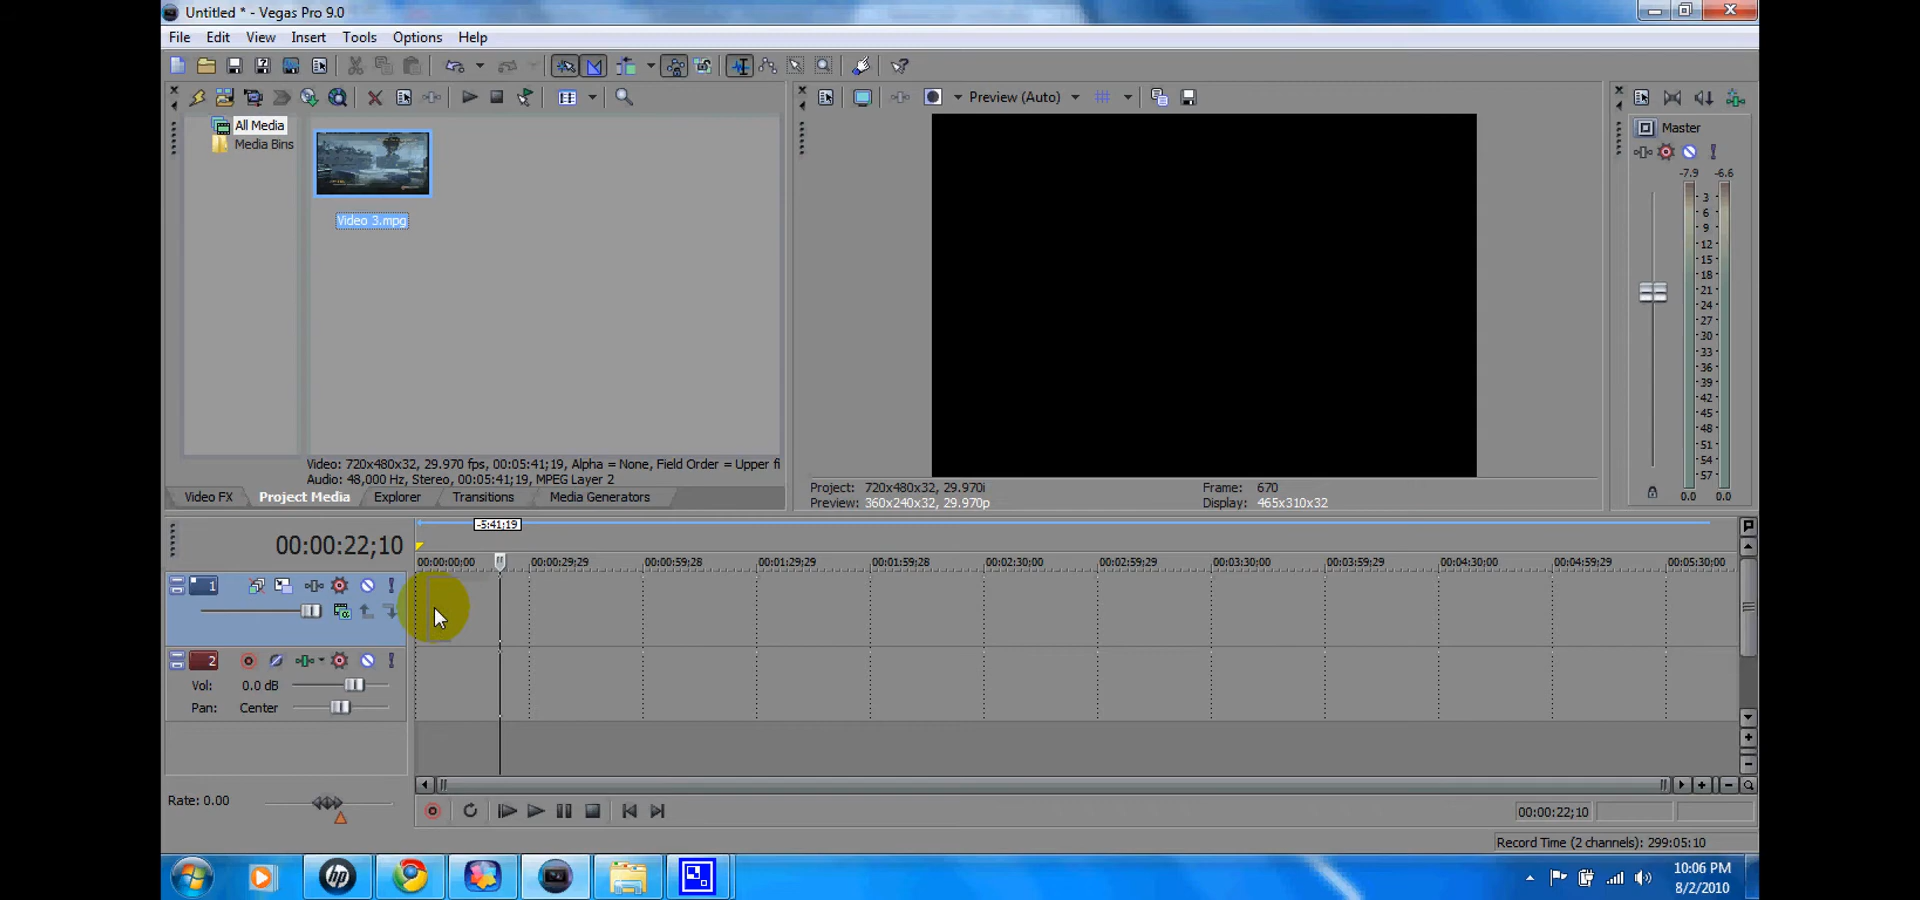 Untitled * - Vegas Pro 9.0
File Edit View Insert Tools Options Help
Preview (Auto)
All Media
Media Bins
Video 3.mpg
Master
-7.9 -6.6
3
6
9
12
15
18
21
24
27
30
33
36
39
42
45
48
51
54
57
0.0 0.0
Video: 720x480x32, 29.970 fps, 00:05:41;19, Alpha = None, Field Order = Upper fi
Audio: 48,000 Hz, Stereo, 00:05:41;19, MPEG Layer 2
Video FX Project Media Explorer Transitions Media Generators
Project: 720x480x32, 29.970i
Preview: 360x240x32, 29.970p
Frame: 670
Display: 465x310x32
-5:41;19
00:00:22;10
00:00:00;00 00:00:29;29 00:00:59;28 00:01:29;29 00:01:59;28 00:02:30;00 00:02:59;29 00:03:30;00 00:03:59;29 00:04:30;00 00:04:59;29 00:05:30;00
1
2
Vol: 0.0 dB
Pan: Center
Rate: 0.00
00:00:22;10
Record Time (2 channels): 299:05:10
hp
10:06 PM
8/2/2010